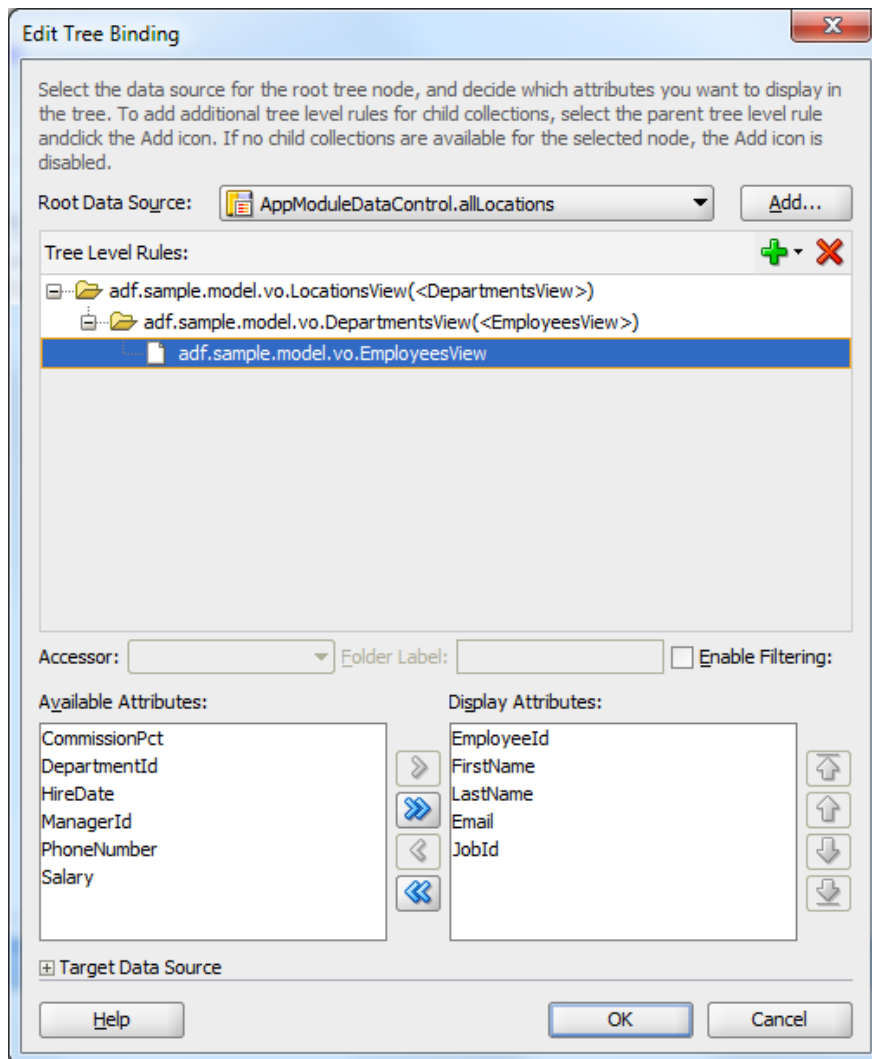 Edit Tree Binding
Select the data source for the root tree node, and decide which attributes you want to display in
the tree. To add additional tree level rules for child collections, select the parent tree level rule
andclick the Add icon. If no child collections are available for the selected node, the Add icon is
disabled.
Root Data Source: AppModuleDataControl.allLocations Add...
Tree Level Rules:
adf.sample.model.vo.LocationsView(<DepartmentsView>)
adf.sample.model.vo.DepartmentsView(<EmployeesView>)
adf.sample.model.vo.EmployeesView
Accessor: Folder Label: Enable Filtering:
Available Attributes: Display Attributes:
CommissionPct EmployeeId
DepartmentId FirstName
HireDate LastName
ManagerId Email
PhoneNumber JobId
Salary
Target Data Source
Help OK Cancel